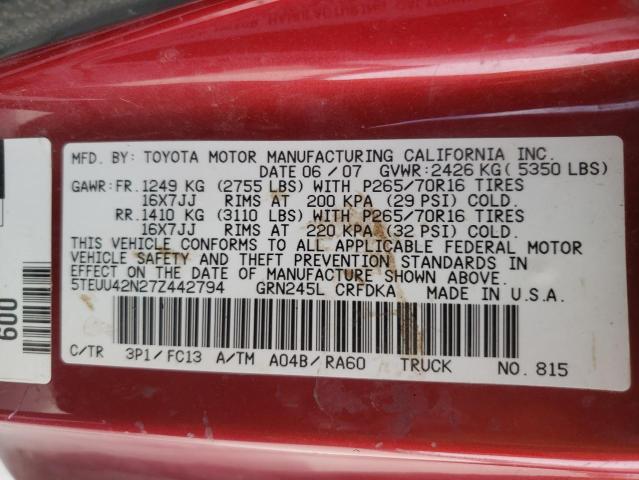 MFD. BY: TOYOTA MOTOR MANUFACTURING CALIFORNIA INC.
DATE 06 / 07 GVWR: 2426 KG( 5350 LBS)
GAWR: FR. 1249 KG (2755 LBS) WITH P265/70R16 TIRES
16X7JJ RIMS AT 200 KPA (29 PSI) COLD.
RR. 1410 KG (3110 LBS) WITH P265/70R16 TIRES
16X7JJ RIMS AT 220 KPA (32 PSI) COLD.
THIS VEHICLE CONFORMS TO ALL APPLICABLE FEDERAL MOTOR
VEHICLE SAFETY AND THEFT PREVENTION STANDARDS IN
EFFECT ON THE DATE OF MANUFACTURE SHOWN ABOVE.
5TEUU42N27Z442794 GRN245L CRFDKA MADE IN U.S.A.
C/TR 3P1 / FC13 A/TM A04B / RA60 TRUCK NO. 815
600